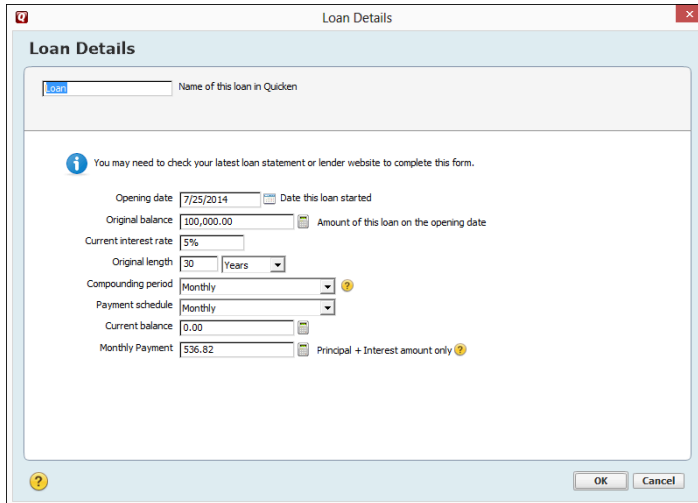 Loan Details
Loan Details
Loan Name of this loan in Quicken
You may need to check your latest loan statement or lender website to complete this form.
Opening date 7/25/2014 Date this loan started
Original balance 100,000.00 Amount of this loan on the opening date
Current interest rate 5%
Original length 30 Years
Compounding period Monthly
Payment schedule Monthly
Current balance 0.00
Monthly Payment 536.82 Principal + Interest amount only
OK Cancel